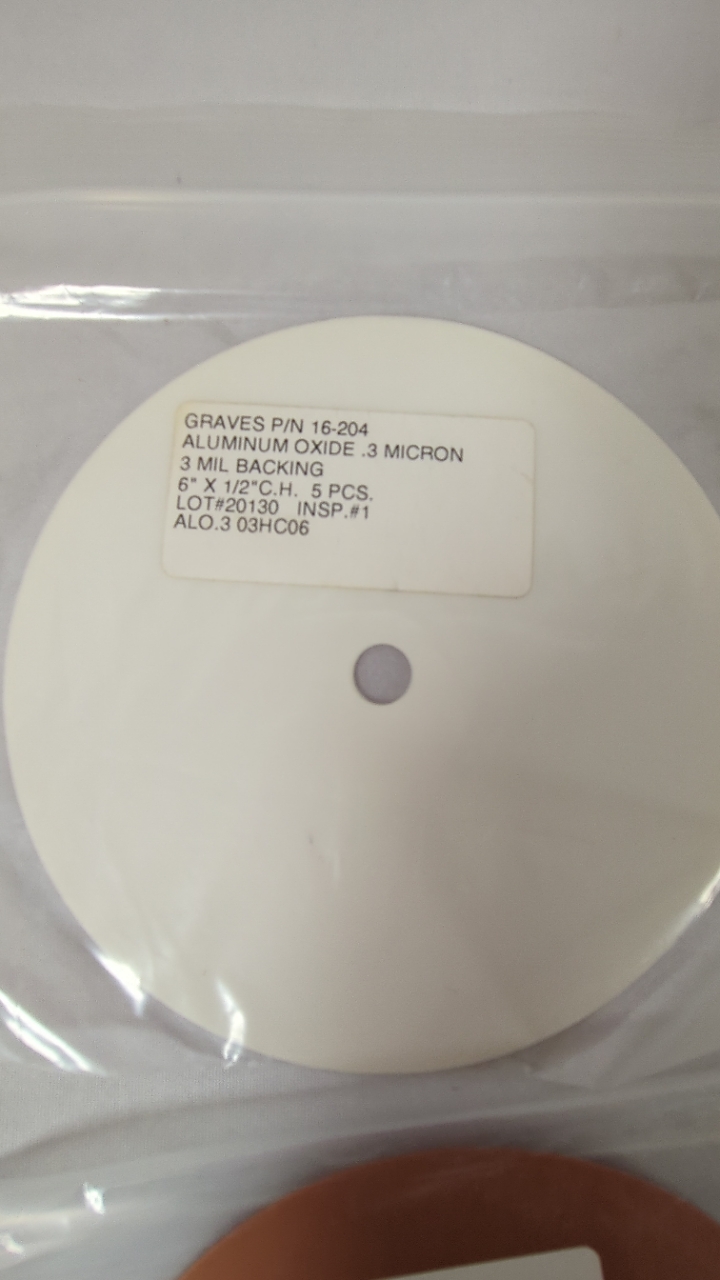 GRAVES P/N 16-204
ALUMINUM OXIDE .3 MICRON
3 MIL BACKING
6" X 1/2"C.H. 5 PCS.
LOT#20130 INSP.#1
ALO.3 03HC06